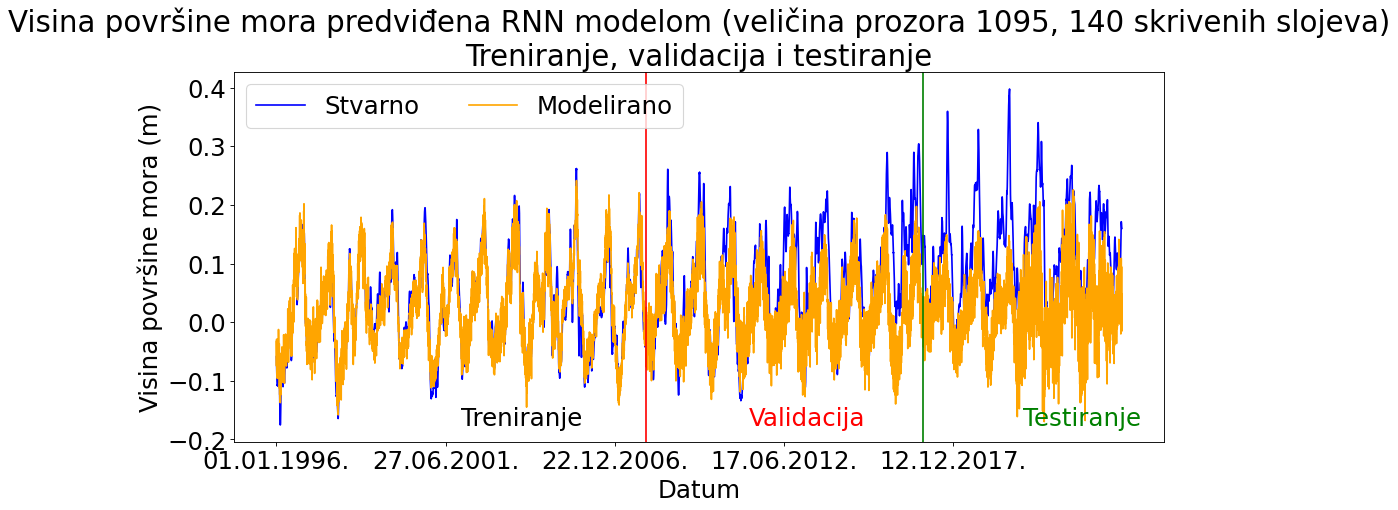 Visina površine mora predviđena RNN modelom (veličina prozora 1095, 140 skrivenih slojeva)
Treniranje, validacija i testiranje
Stvarno
Modelirano
Visina površine mora (m)
0.4
0.3
0.2
0.1
0.0
−0.1
−0.2
Treniranje
Validacija
Testiranje
01.01.1996.
27.06.2001.
22.12.2006.
17.06.2012.
12.12.2017.
Datum